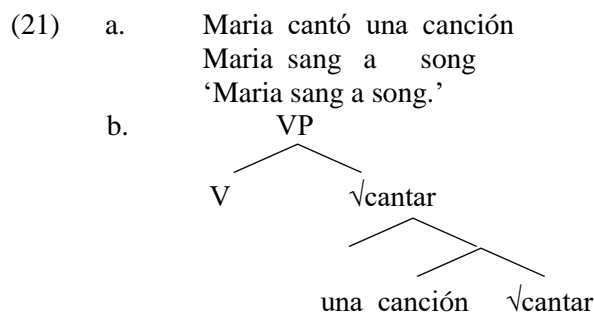 (21) a. Maria cantó una canción
Maria sang a song
‘Maria sang a song.’
b. VP
V √cantar
una canción √cantar